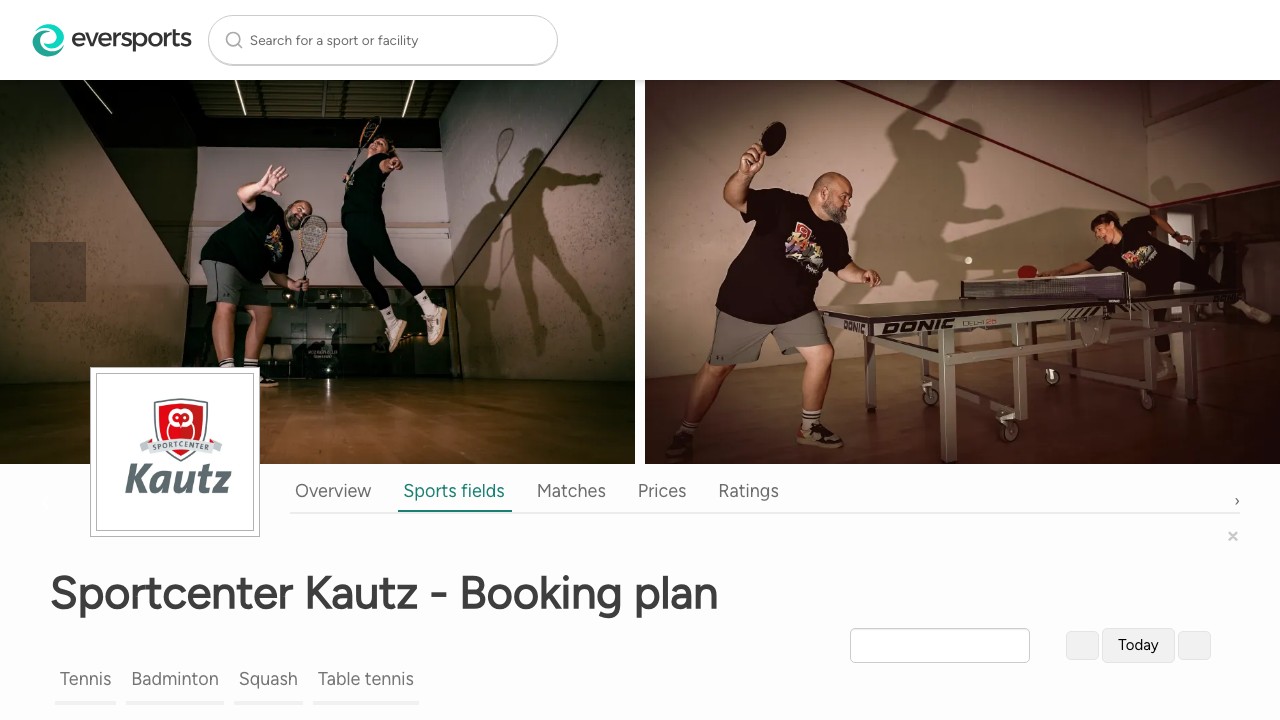 eversports
Search for a sport or facility
DONIC
DONIC
SPORTCENTER
Kautz
Overview
Sports fields
Matches
Prices
Ratings
›
×
Sportcenter Kautz - Booking plan
Today
Tennis
Badminton
Squash
Table tennis